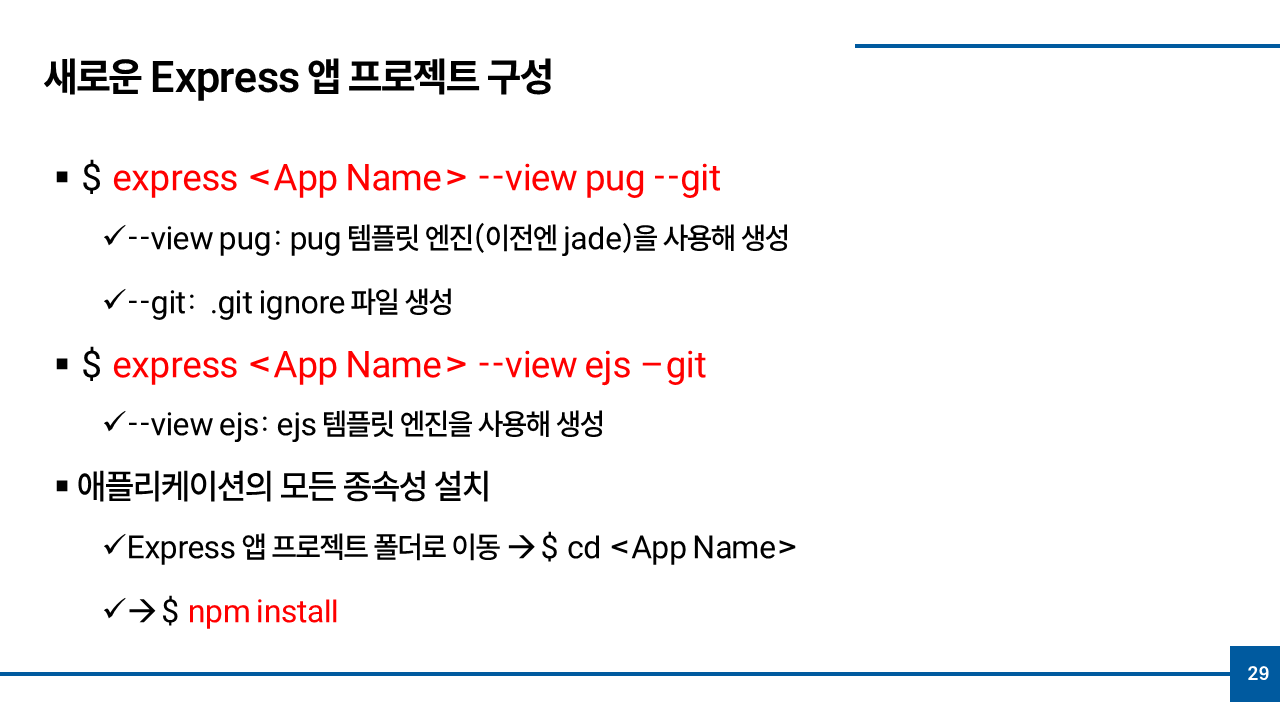 새로운 Express 앱 프로젝트 구성
▪ $ express <App Name> --view pug --git
✓--view pug: pug 템플릿 엔진(이전엔 jade)을 사용해 생성
✓--git: .git ignore 파일 생성
▪ $ express <App Name> --view ejs –git
✓--view ejs: ejs 템플릿 엔진을 사용해 생성
▪ 애플리케이션의 모든 종속성 설치
✓Express 앱 프로젝트 폴더로 이동 → $ cd <App Name>
✓→ $ npm install
29